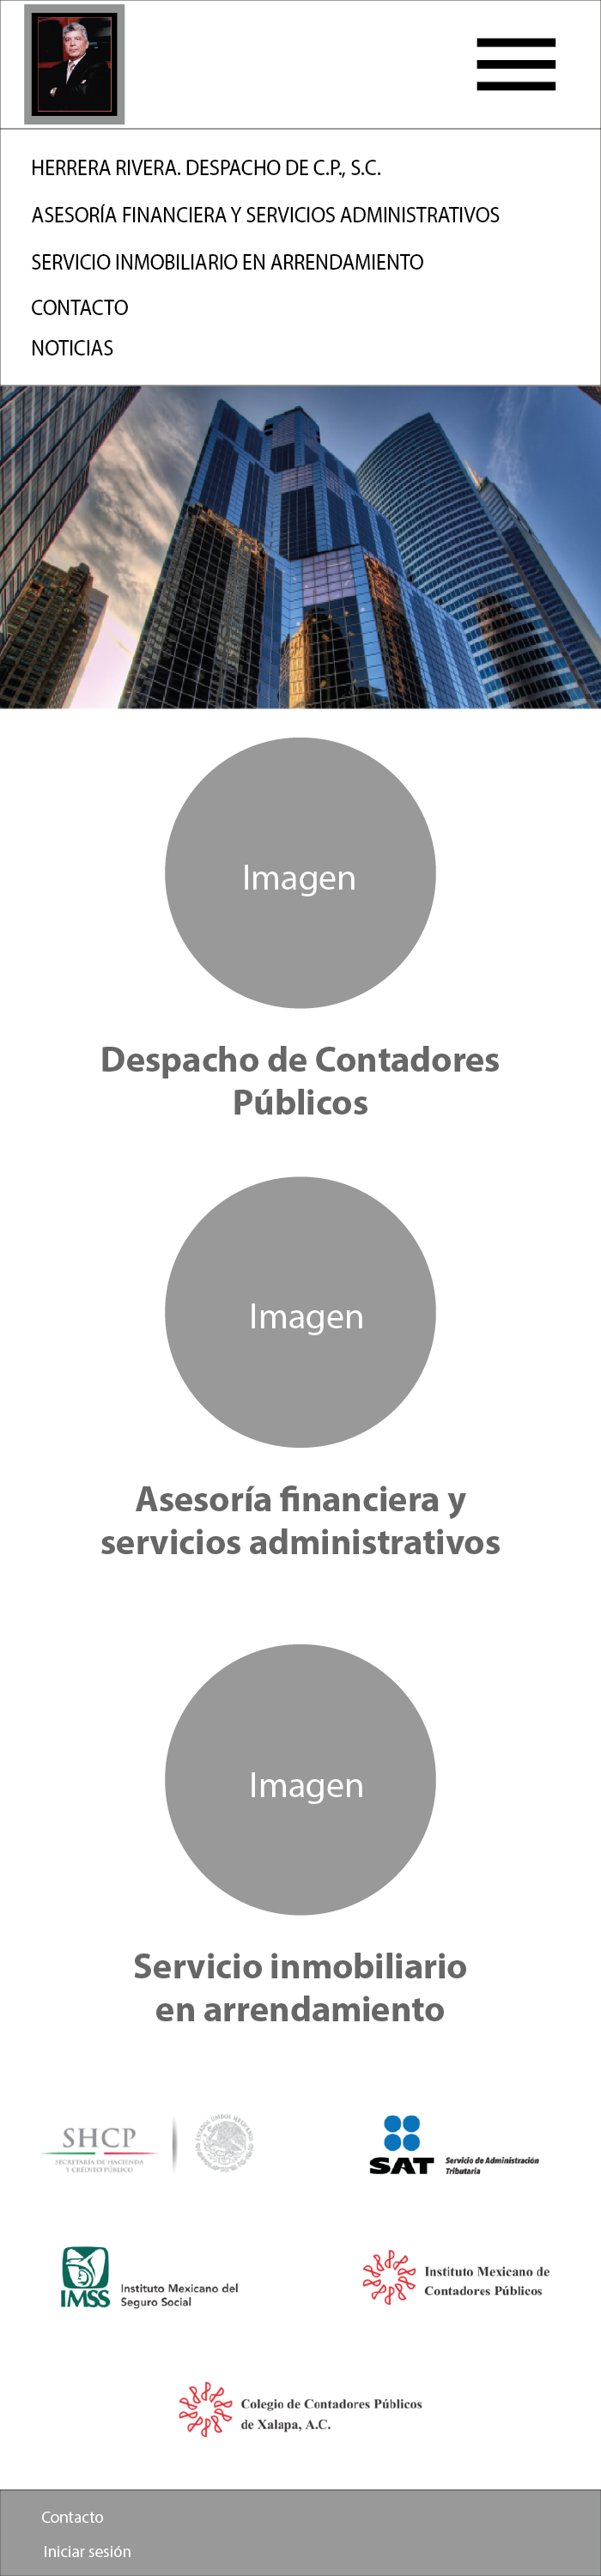 HERRERA RIVERA. DESPACHO DE C.P., S.C.
ASESORÍA FINANCIERA Y SERVICIOS ADMINISTRATIVOS
SERVICIO INMOBILIARIO EN ARRENDAMIENTO
CONTACTO
NOTICIAS
Imagen
Despacho de Contadores
Públicos
Imagen
Asesoría financiera y
servicios administrativos
Imagen
Servicio inmobiliario
en arrendamiento
SHCP
SECRETARÍA DE HACIENDA
Y CRÉDITO PÚBLICO
SAT
Servicio de Administración
Tributaria
IMSS
Instituto Mexicano del
Seguro Social
Instituto Mexicano de
Contadores Públicos
Colegio de Contadores Públicos
de Xalapa, A.C.
Contacto
Iniciar sesión